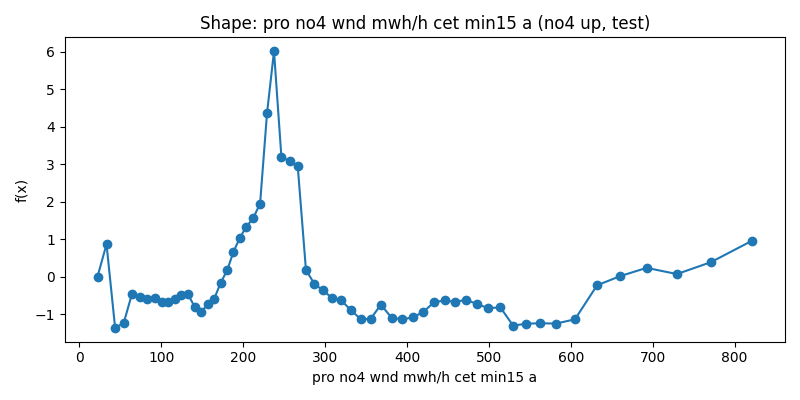 Shape: pro no4 wnd mwh/h cet min15 a (no4 up, test)
6
5
4
3
2
1
0
−1
f(x)
0 100 200 300 400 500 600 700 800
pro no4 wnd mwh/h cet min15 a